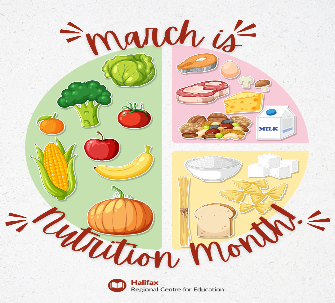 March is
MILK
Nutrition Month!
Halifax
Regional Centre for Education